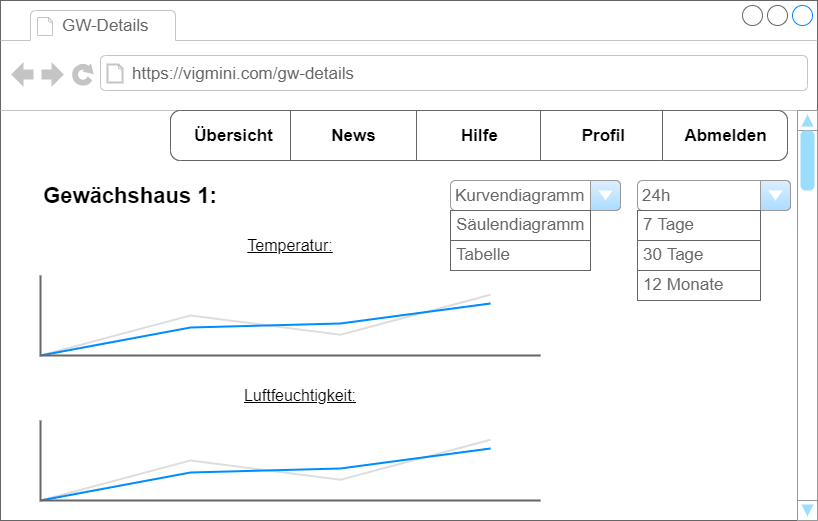 GW-Details
https://vigmini.com/gw-details
Übersicht News Hilfe Profil Abmelden
Gewächshaus 1:
Kurvendiagramm
Säulendiagramm
Tabelle
24h
7 Tage
30 Tage
12 Monate
Temperatur:
Luftfeuchtigkeit: